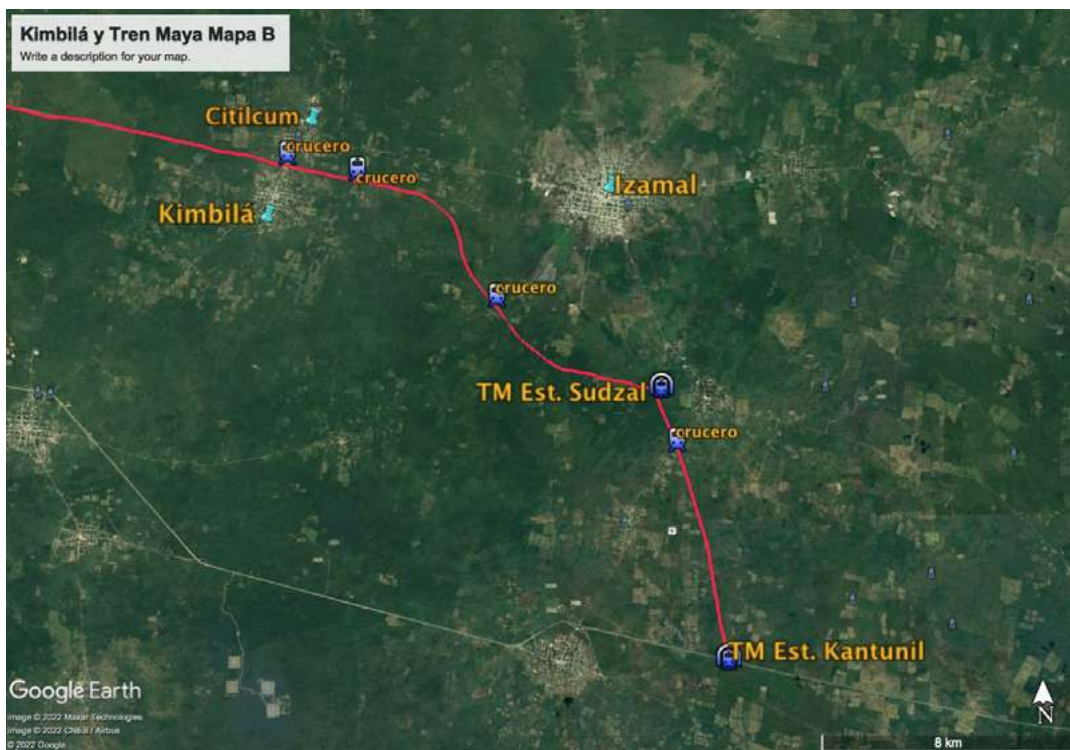 Kimbilá y Tren Maya Mapa B
Write a description for your map.
Citilcum
crucero
crucero
Kimbilá
Izamal
crucero
TM Est. Sudzal
crucero
TM Est. Kantunil
Google Earth
Image © 2022 Maxar Technologies
Image © 2022 CNES / Airbus
© 2022 Google
N
8 km